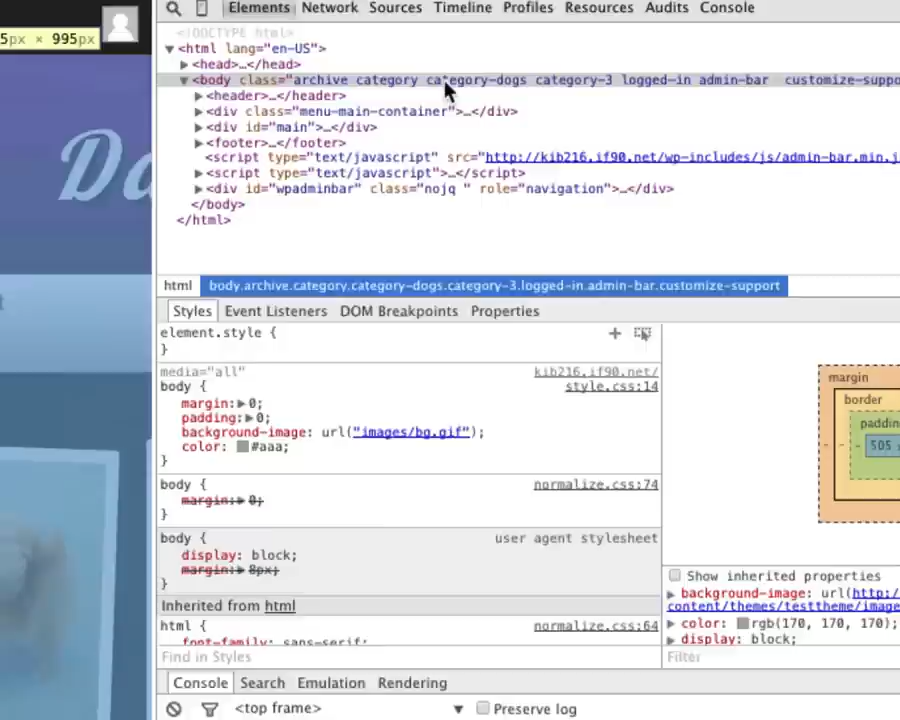 Elements Network Sources Timeline Profiles Resources Audits Console
<!DOCTYPE html>
5px × 995px
▼<html lang="en-US">
▶<head>…</head>
▼<body class="archive category category-dogs category-3 logged-in admin-bar customize-suppo
▶<header>…</header>
▶<div class="menu-main-container">…</div>
▶<div id="main">…</div>
▶<footer>…</footer>
<script type="text/javascript" src="http://kib216.if90.net/wp-includes/js/admin-bar.min.j
▶<script type="text/javascript">…</script>
▶<div id="wpadminbar" class="nojq " role="navigation">…</div>
</body>
</html>
Da
t
html body.archive.category.category-dogs.category-3.logged-in.admin-bar.customize-support
Styles Event Listeners DOM Breakpoints Properties
element.style {
}
media="all" kib216.if90.net/
body { style.css:14
margin:▶0;
padding:▶0;
background-image: url("images/bg.gif");
color: #aaa;
}
body { normalize.css:74
margin:▶0;
}
body { user agent stylesheet
display: block;
margin:▶8px;
}
Inherited from html
html { normalize.css:64
font-family: sans-serif;
Find in Styles
margin
border
paddin
- - - 505
Show inherited properties
▶ background-image: url(http:/
content/themes/testtheme/image
▶ color: rgb(170, 170, 170);
▶ display: block;
Filter
Console Search Emulation Rendering
<top frame> ▼ Preserve log